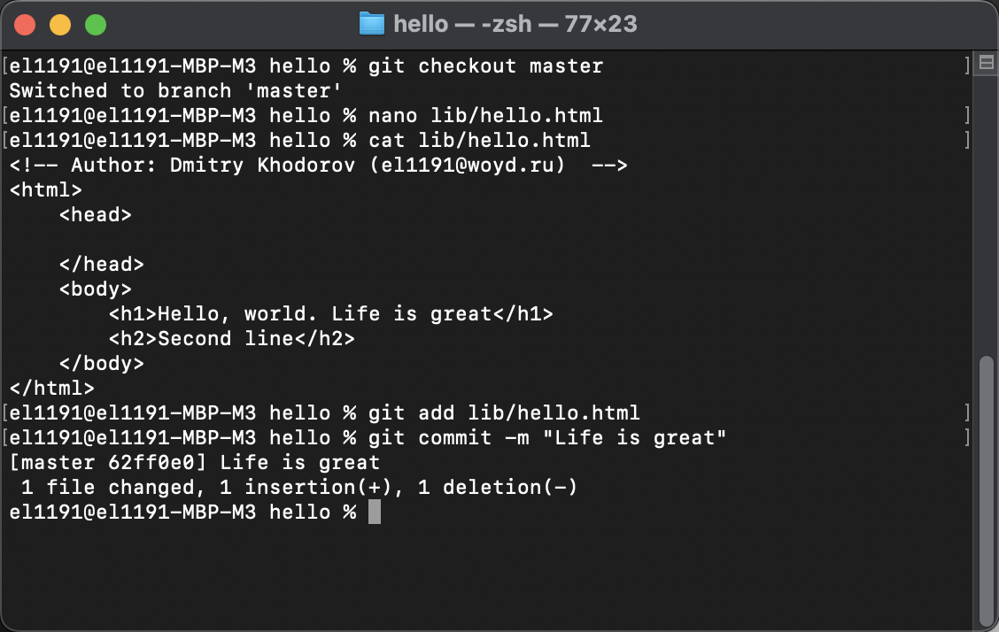 hello — -zsh — 77×23
[el1191@el1191-MBP-M3 hello % git checkout master ]
Switched to branch 'master'
[el1191@el1191-MBP-M3 hello % nano lib/hello.html ]
[el1191@el1191-MBP-M3 hello % cat lib/hello.html ]
<!-- Author: Dmitry Khodorov (el1191@woyd.ru)  -->
<html>
    <head>

    </head>
    <body>
        <h1>Hello, world. Life is great</h1>
        <h2>Second line</h2>
    </body>
</html>
[el1191@el1191-MBP-M3 hello % git add lib/hello.html ]
[el1191@el1191-MBP-M3 hello % git commit -m "Life is great" ]
[master 62ff0e0] Life is great
 1 file changed, 1 insertion(+), 1 deletion(-)
el1191@el1191-MBP-M3 hello %